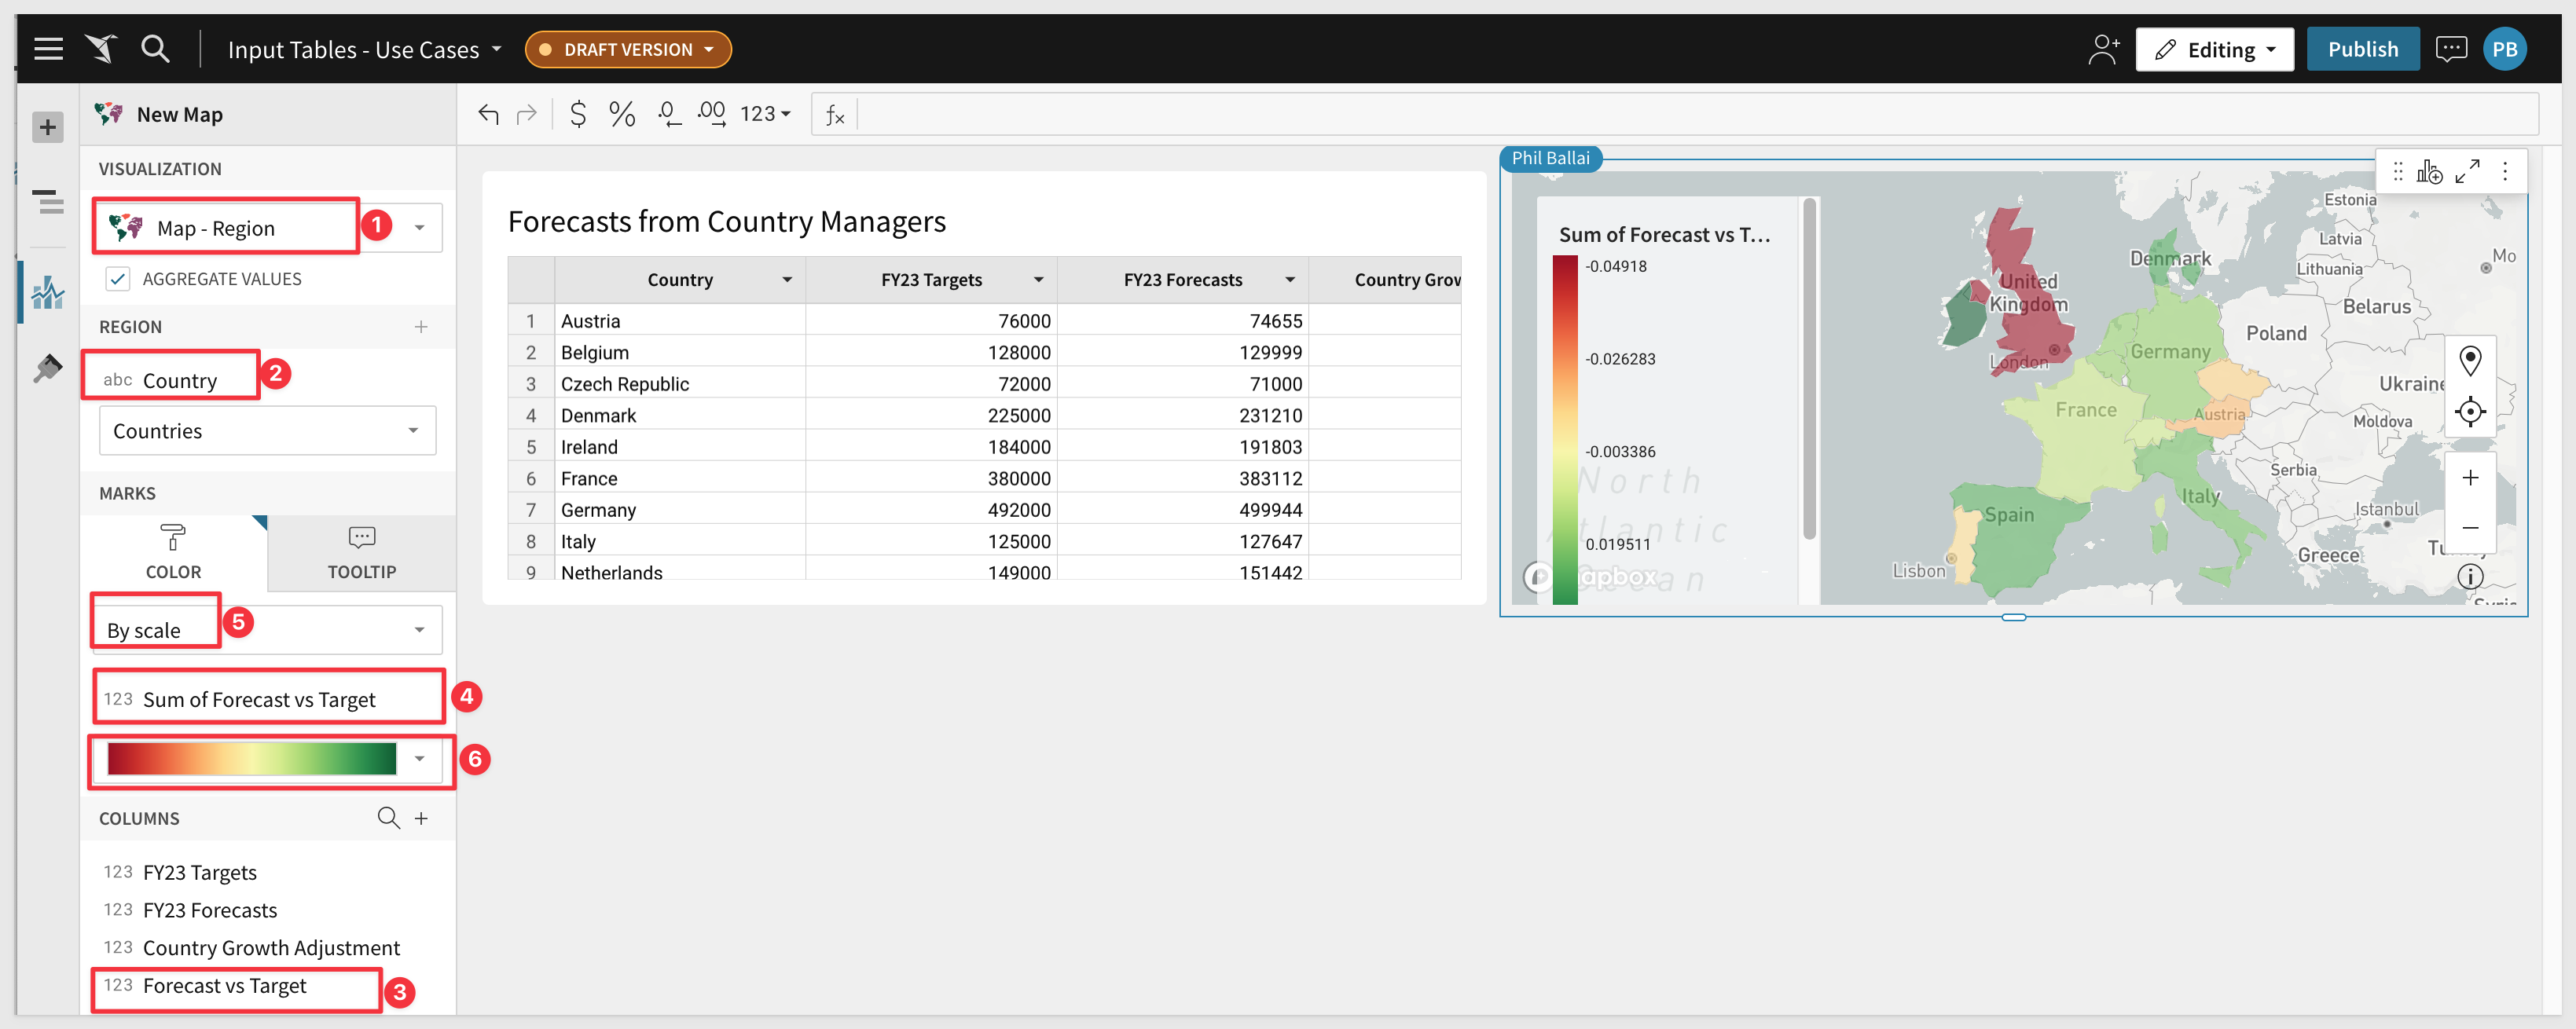 Input Tables - Use Cases
DRAFT VERSION
Editing
Publish
PB
New Map
$ % .0 .00 123
fx
VISUALIZATION
Map - Region
1
AGGREGATE VALUES
REGION
abc Country
2
Countries
MARKS
COLOR
TOOLTIP
By scale
5
123 Sum of Forecast vs Target
4
6
COLUMNS
123 FY23 Targets
123 FY23 Forecasts
123 Country Growth Adjustment
123 Forecast vs Target
3
Forecasts from Country Managers
Country FY23 Targets FY23 Forecasts Country Grow
1 Austria 76000 74655
2 Belgium 128000 129999
3 Czech Republic 72000 71000
4 Denmark 225000 231210
5 Ireland 184000 191803
6 France 380000 383112
7 Germany 492000 499944
8 Italy 125000 127647
9 Netherlands 149000 151442
Phil Ballai
Sum of Forecast vs T...
-0.04918
-0.026283
-0.003386
0.019511
North
Atlantic
Estonia
Latvia
Mo
Denmark
Lithuania
United
Kingdom
Belarus
Poland
London
Germany
Ukraine
France
Austria
Moldova
Serbia
Italy
Spain
Istanbul
Greece
Lisbon